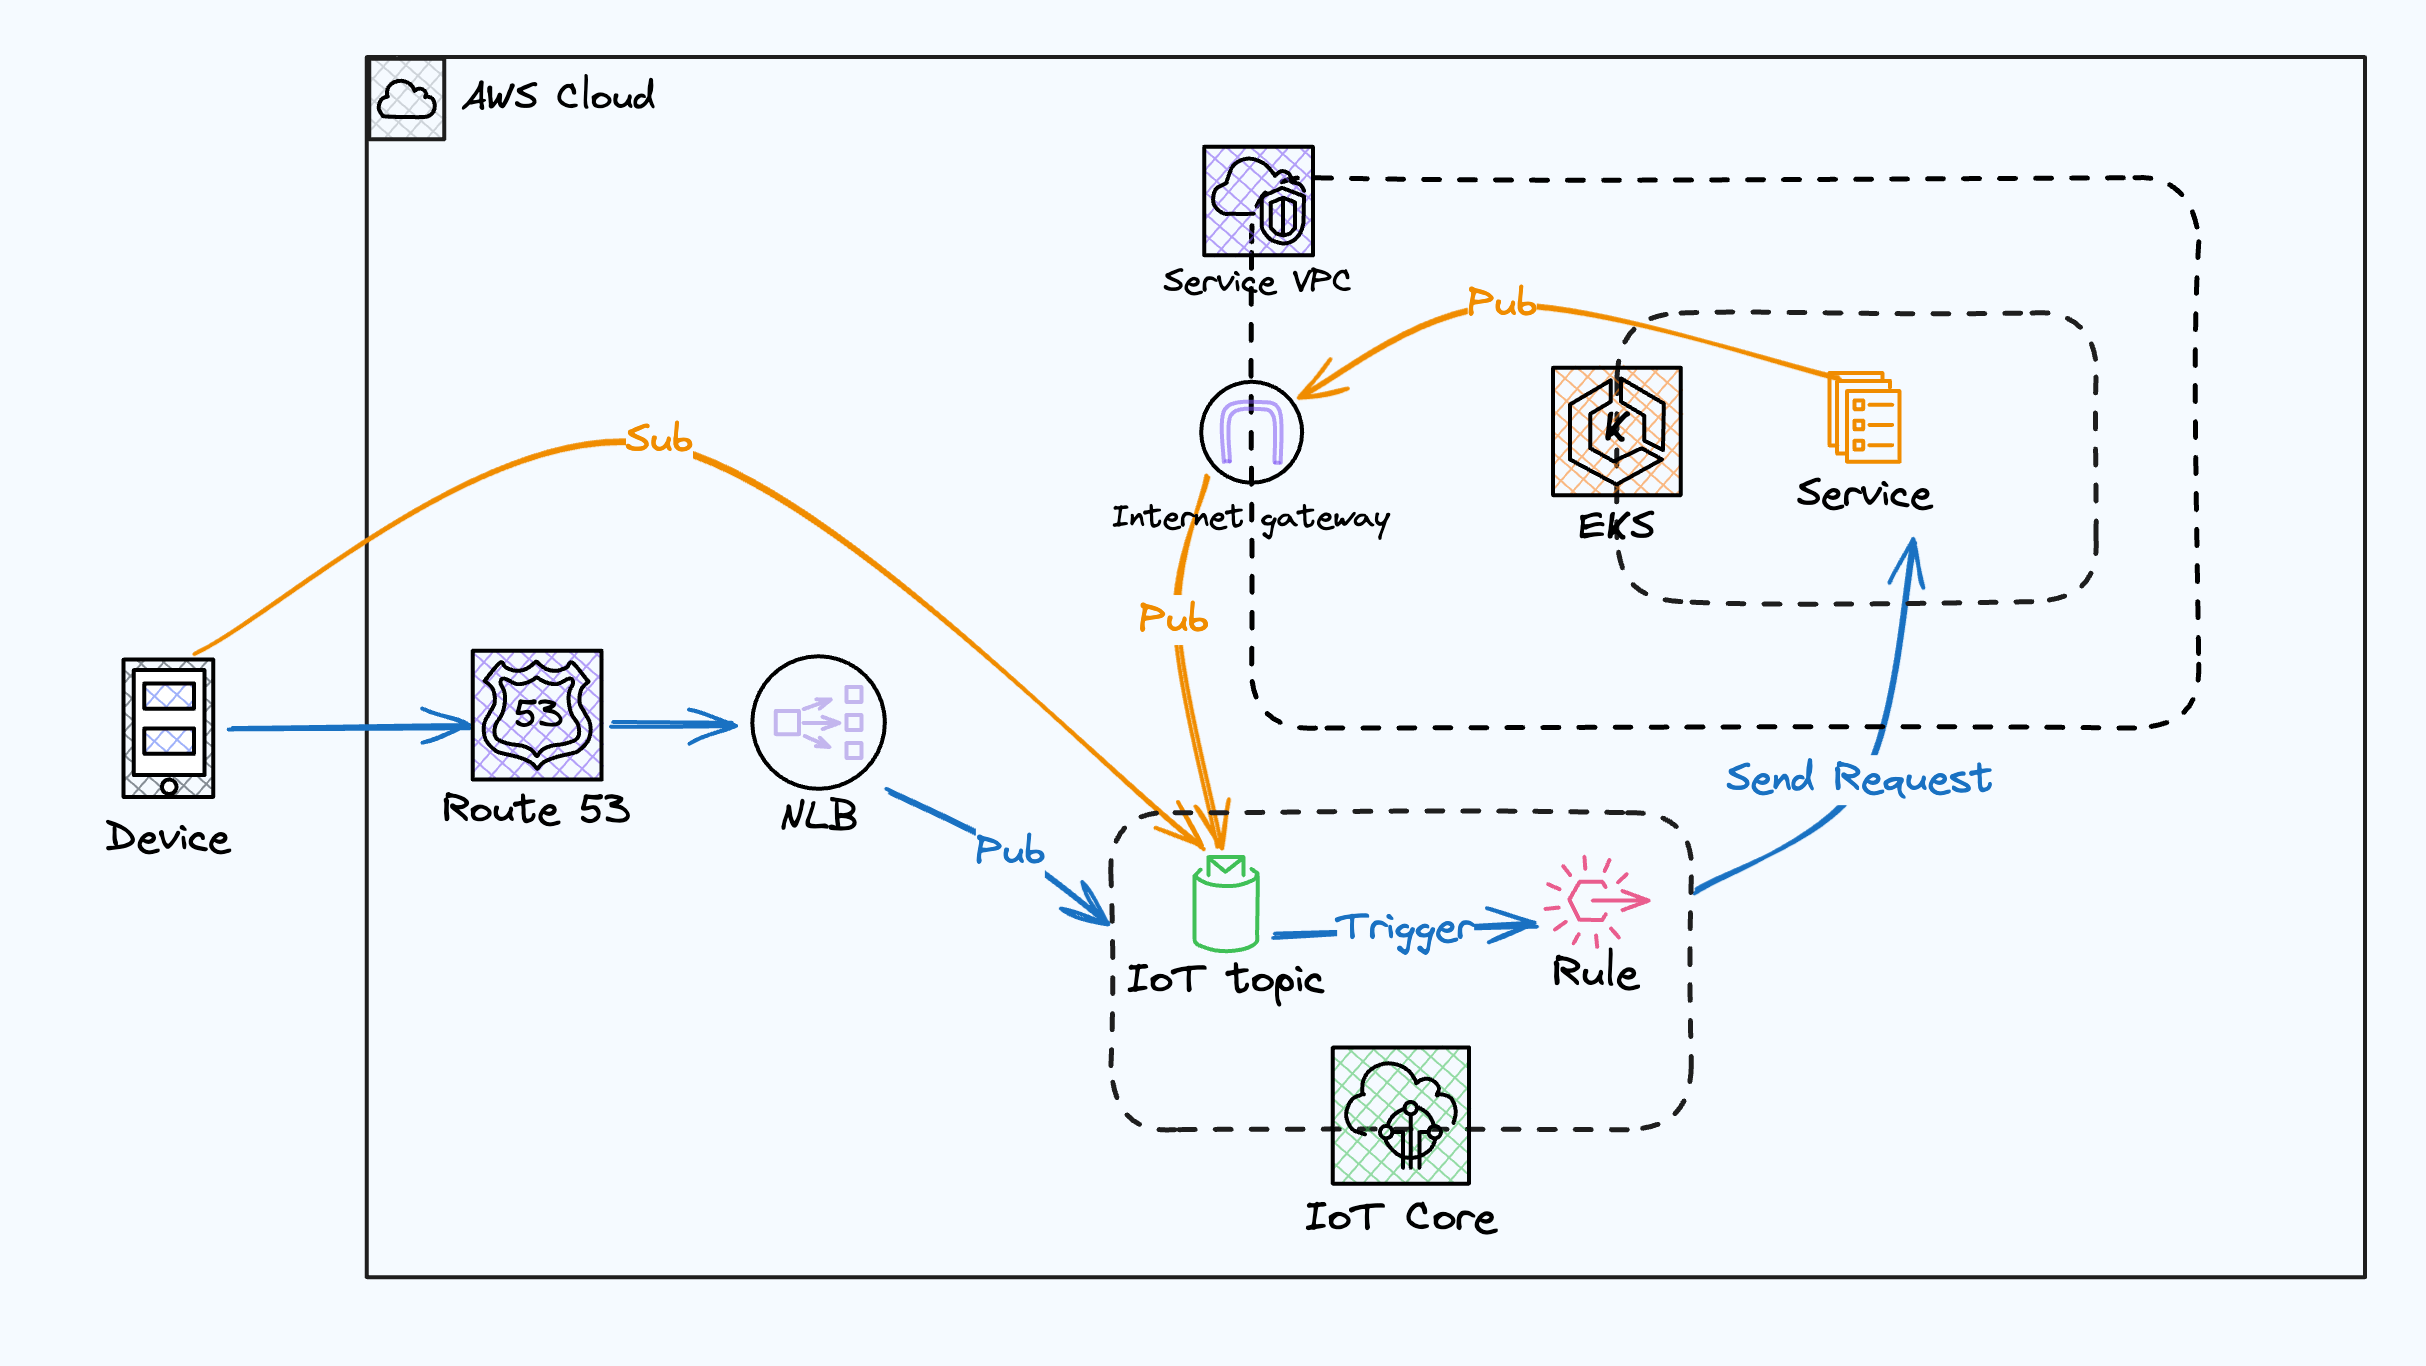 AWS Cloud
Service VPC
Pub
Sub
K
Internet gateway
EKS
Service
Pub
53
Device
Route 53
NLB
Pub
Send Request
IoT topic
Trigger
Rule
IoT Core